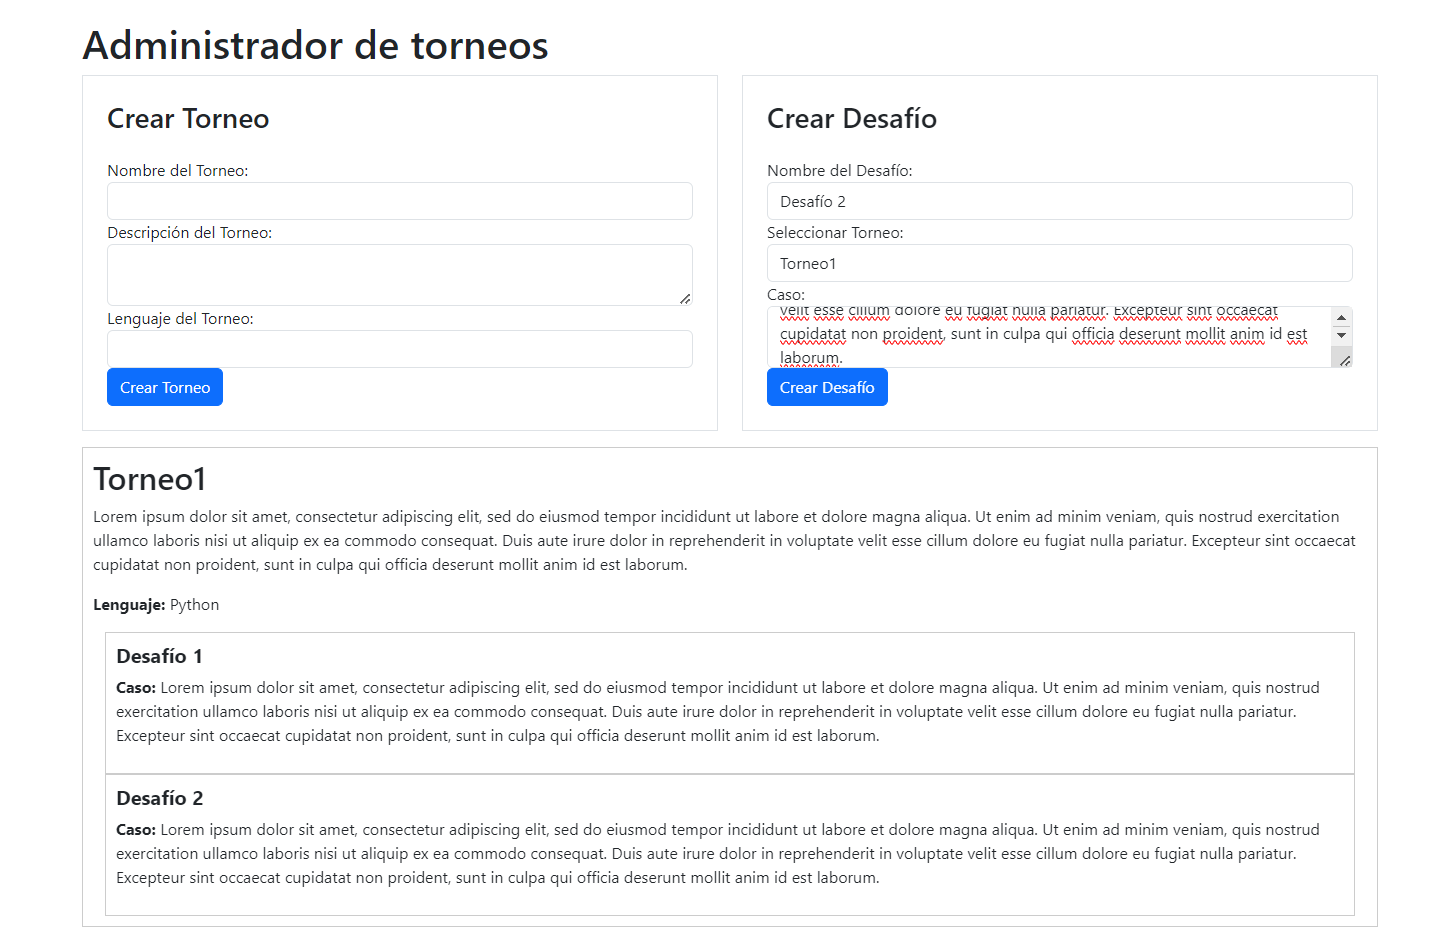 Administrador de torneos
Crear Torneo
Nombre del Torneo:
Descripción del Torneo:
Lenguaje del Torneo:
Crear Torneo
Crear Desafío
Nombre del Desafío:
Desafío 2
Seleccionar Torneo:
Torneo1
Caso:
velit esse cillum dolore eu fugiat nulla pariatur. Excepteur sint occaecat
cupidatat non proident, sunt in culpa qui officia deserunt mollit anim id est
laborum.
Crear Desafío
Torneo1
Lorem ipsum dolor sit amet, consectetur adipiscing elit, sed do eiusmod tempor incididunt ut labore et dolore magna aliqua. Ut enim ad minim veniam, quis nostrud exercitation
ullamco laboris nisi ut aliquip ex ea commodo consequat. Duis aute irure dolor in reprehenderit in voluptate velit esse cillum dolore eu fugiat nulla pariatur. Excepteur sint occaecat
cupidatat non proident, sunt in culpa qui officia deserunt mollit anim id est laborum.
Lenguaje: Python
Desafío 1
Caso: Lorem ipsum dolor sit amet, consectetur adipiscing elit, sed do eiusmod tempor incididunt ut labore et dolore magna aliqua. Ut enim ad minim veniam, quis nostrud
exercitation ullamco laboris nisi ut aliquip ex ea commodo consequat. Duis aute irure dolor in reprehenderit in voluptate velit esse cillum dolore eu fugiat nulla pariatur.
Excepteur sint occaecat cupidatat non proident, sunt in culpa qui officia deserunt mollit anim id est laborum.
Desafío 2
Caso: Lorem ipsum dolor sit amet, consectetur adipiscing elit, sed do eiusmod tempor incididunt ut labore et dolore magna aliqua. Ut enim ad minim veniam, quis nostrud
exercitation ullamco laboris nisi ut aliquip ex ea commodo consequat. Duis aute irure dolor in reprehenderit in voluptate velit esse cillum dolore eu fugiat nulla pariatur.
Excepteur sint occaecat cupidatat non proident, sunt in culpa qui officia deserunt mollit anim id est laborum.